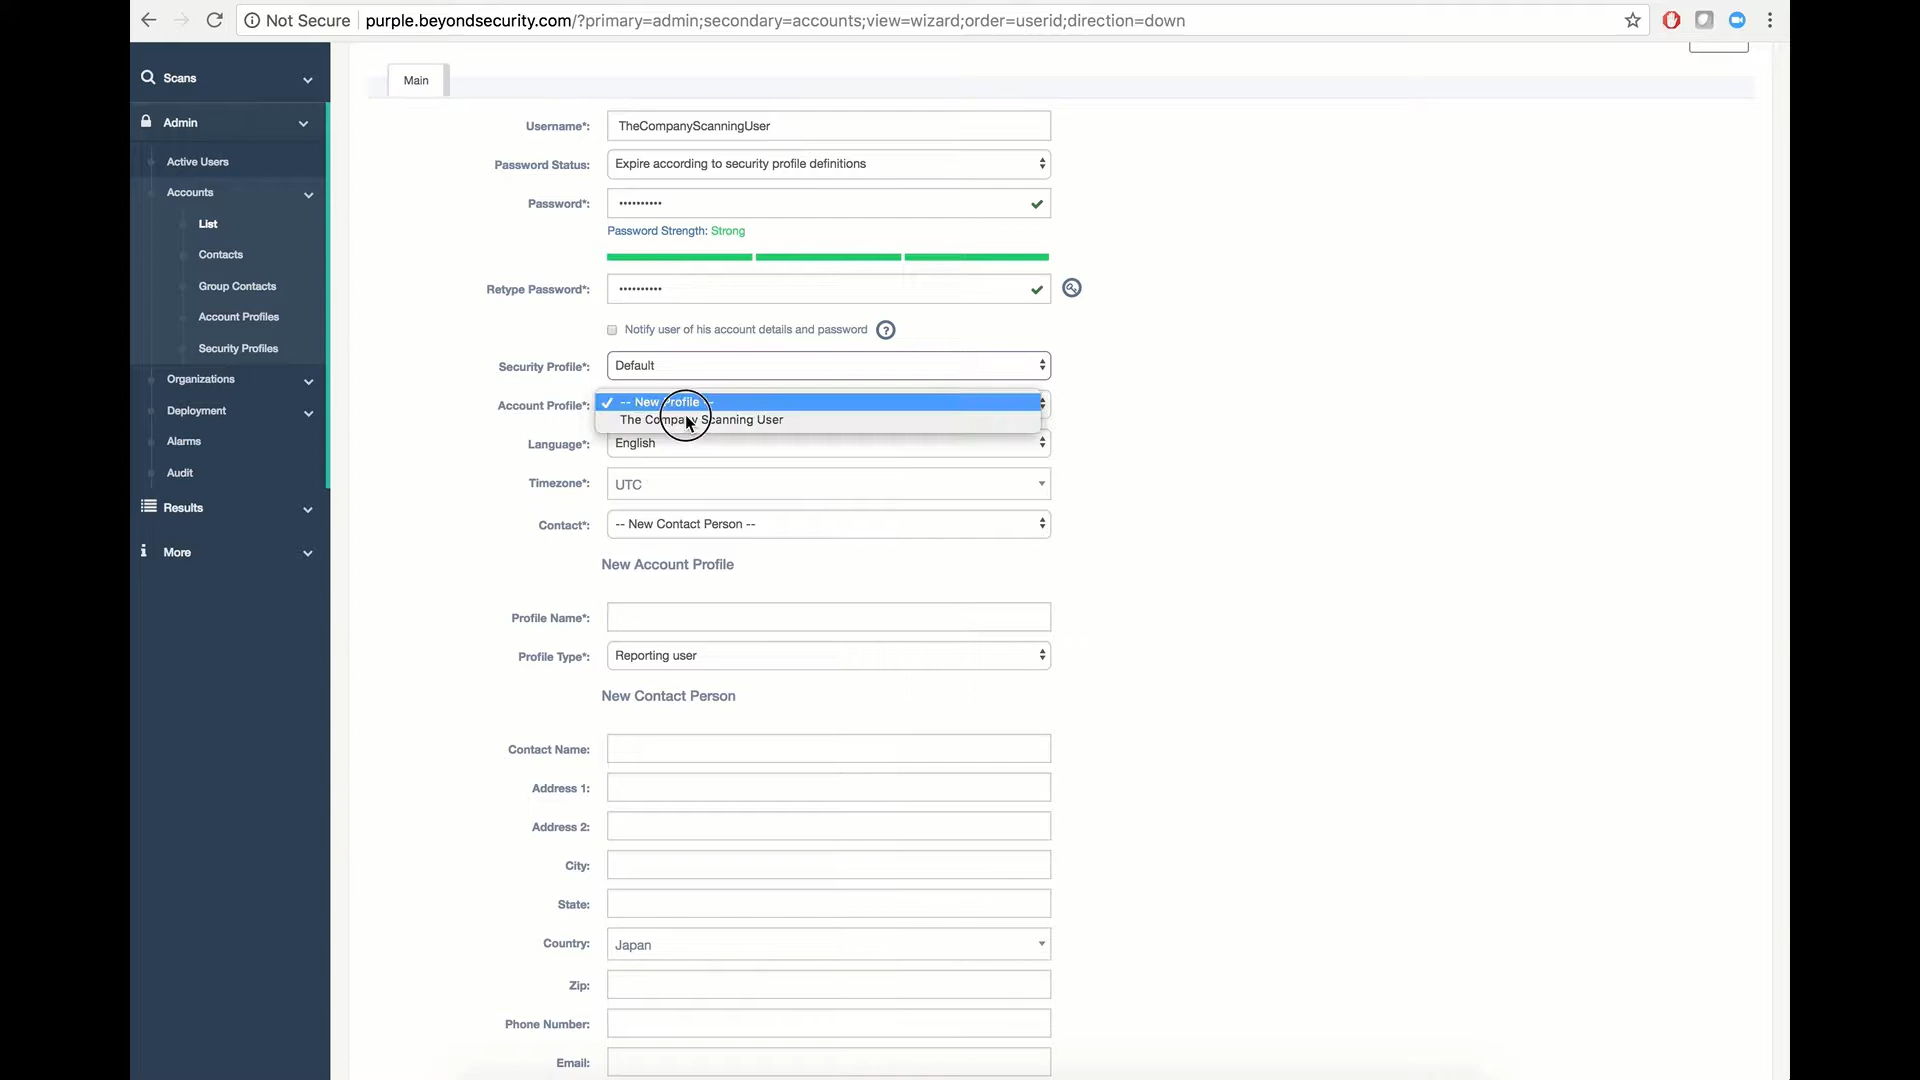 Not Secure purple.beyondsecurity.com/?primary=admin;secondary=accounts;view=wizard;order=userid;direction=down
Scans
Admin
Active Users
Accounts
List
Contacts
Group Contacts
Account Profiles
Security Profiles
Organizations
Deployment
Alarms
Audit
Results
More
Main
Username*: TheCompanyScanningUser
Password Status: Expire according to security profile definitions
Password*: ••••••••••
Password Strength: Strong
Retype Password*: ••••••••••
Notify user of his account details and password ?
Security Profile*: Default
Account Profile*: -- New Profile --
The Company Scanning User
Language*: English
Timezone*: UTC
Contact*: -- New Contact Person --
New Account Profile
Profile Name*:
Profile Type*: Reporting user
New Contact Person
Contact Name:
Address 1:
Address 2:
City:
State:
Country: Japan
Zip:
Phone Number:
Email: